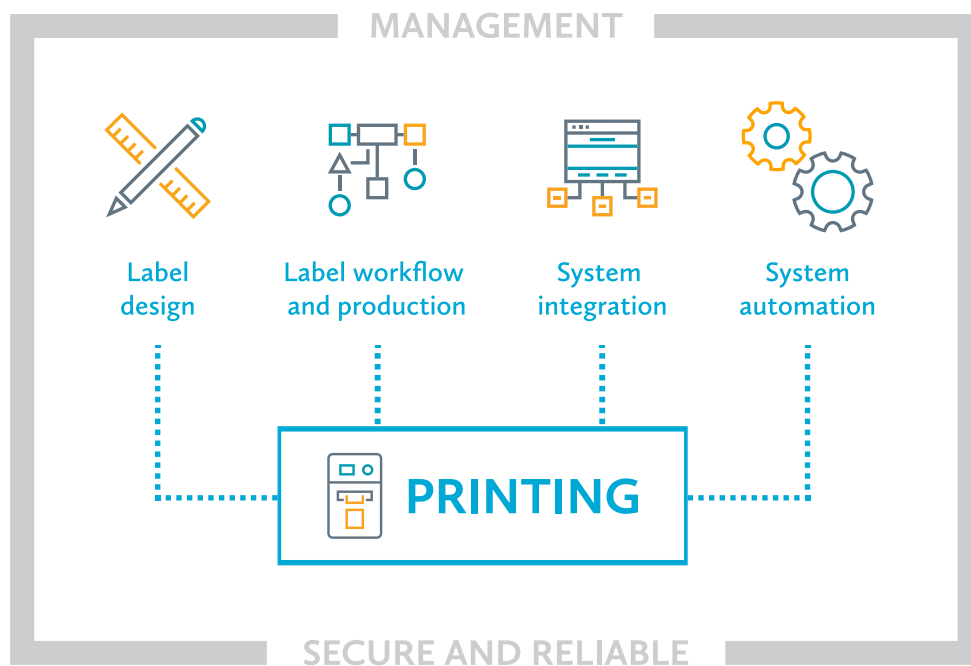 MANAGEMENT
Label
design
Label workflow
and production
System
integration
System
automation
PRINTING
SECURE AND RELIABLE